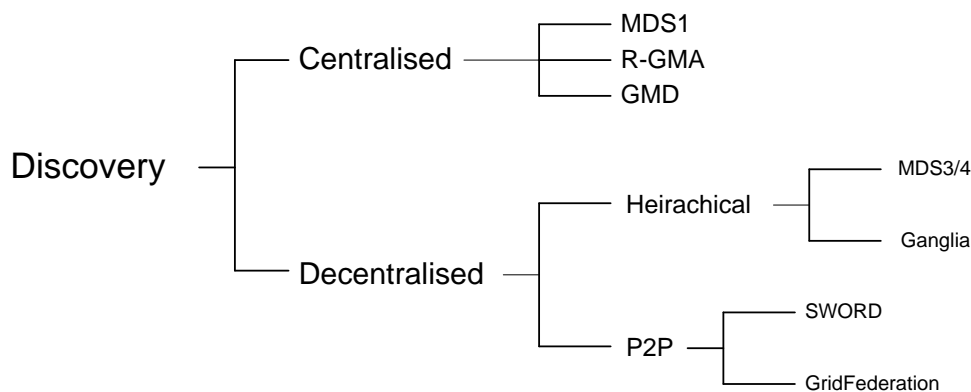 Discovery
Centralised
MDS1
R-GMA
GMD
Decentralised
Heirachical
MDS3/4
Ganglia
P2P
SWORD
GridFederation